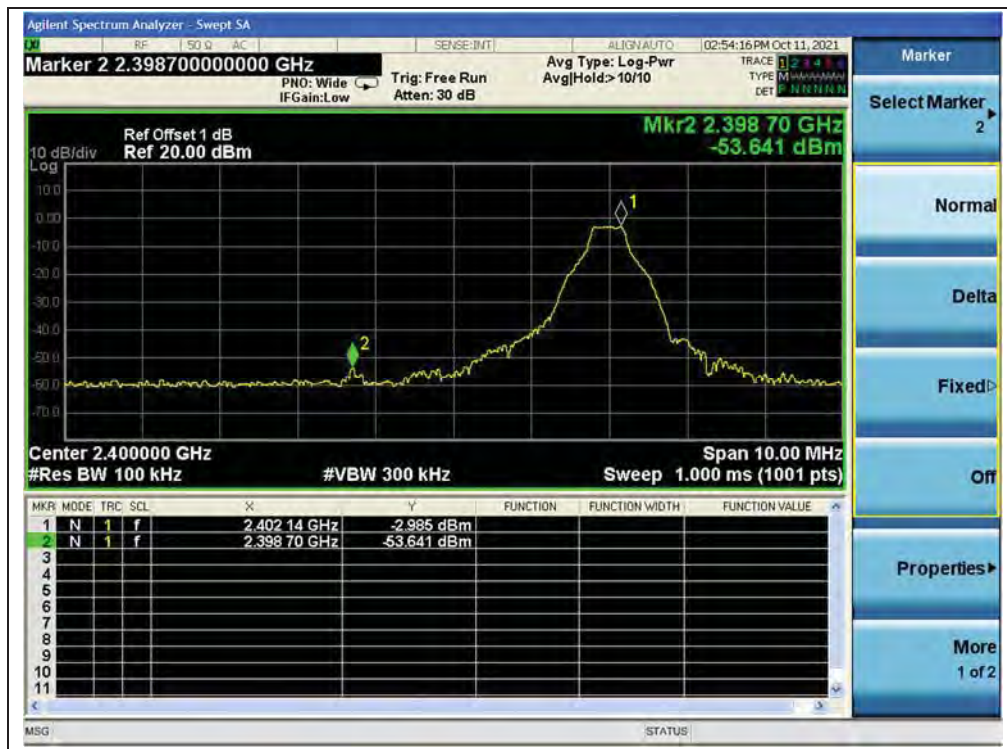 Agilent Spectrum Analyzer - Swept SA
LXI RF 50 Ω AC SENSE:INT ALIGN AUTO 02:54:16 PM Oct 11, 2021
Marker 2 2.398700000000 GHz
PNO: Wide
IFGain:Low
Trig: Free Run
Atten: 30 dB
Avg Type: Log-Pwr
Avg|Hold:>10/10
TRACE 1 2 3 4 5 6
TYPE M
DET P N N N N N
Ref Offset 1 dB
10 dB/div Ref 20.00 dBm
Log
Mkr2 2.398 70 GHz
-53.641 dBm
10.0
0.00
-10.0
-20.0
-30.0
-40.0
-50.0
-60.0
-70.0
1
2
Center 2.400000 GHz Span 10.00 MHz
#Res BW 100 kHz #VBW 300 kHz Sweep 1.000 ms (1001 pts)
MKR MODE TRC SCL X Y FUNCTION FUNCTION WIDTH FUNCTION VALUE
1 N 1 f 2.402 14 GHz -2.985 dBm
2 N 1 f 2.398 70 GHz -53.641 dBm
3
4
5
6
7
8
9
10
11
MSG STATUS
Marker
Select Marker
2
Normal
Delta
Fixed
Off
Properties
More
1 of 2